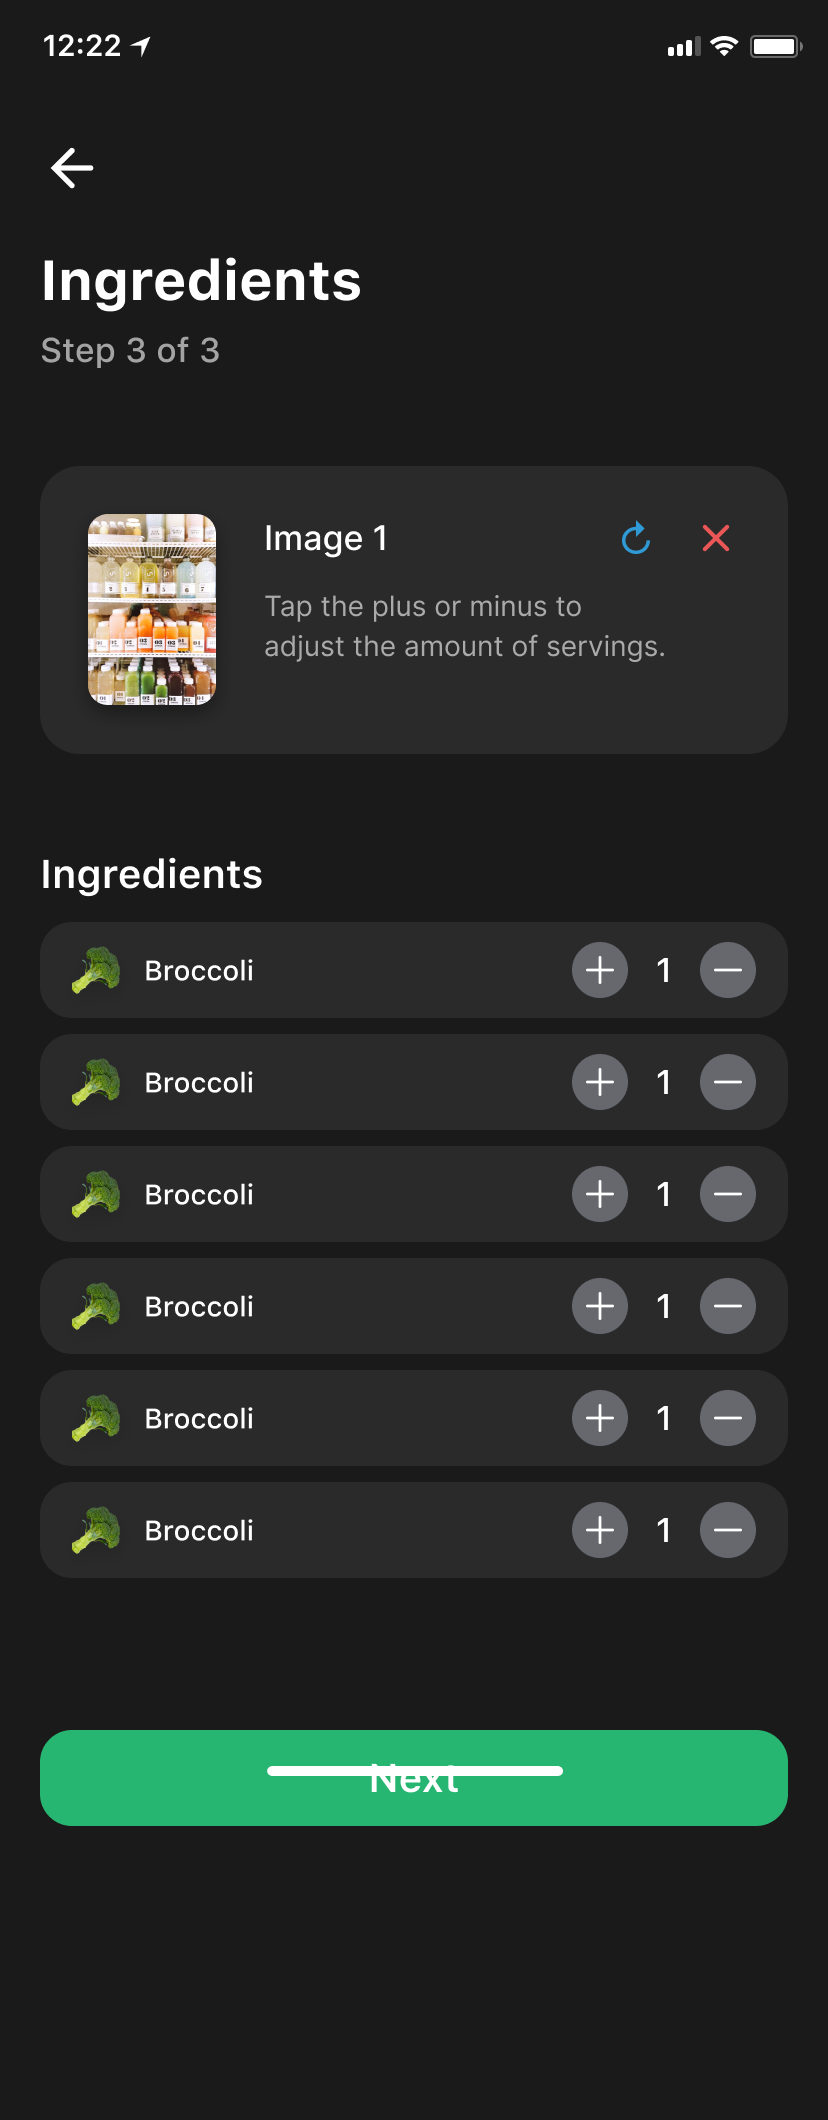 12:22
Ingredients
Step 3 of 3
Image 1
Tap the plus or minus to
adjust the amount of servings.
Ingredients
Broccoli 1
Broccoli 1
Broccoli 1
Broccoli 1
Broccoli 1
Broccoli 1
Next